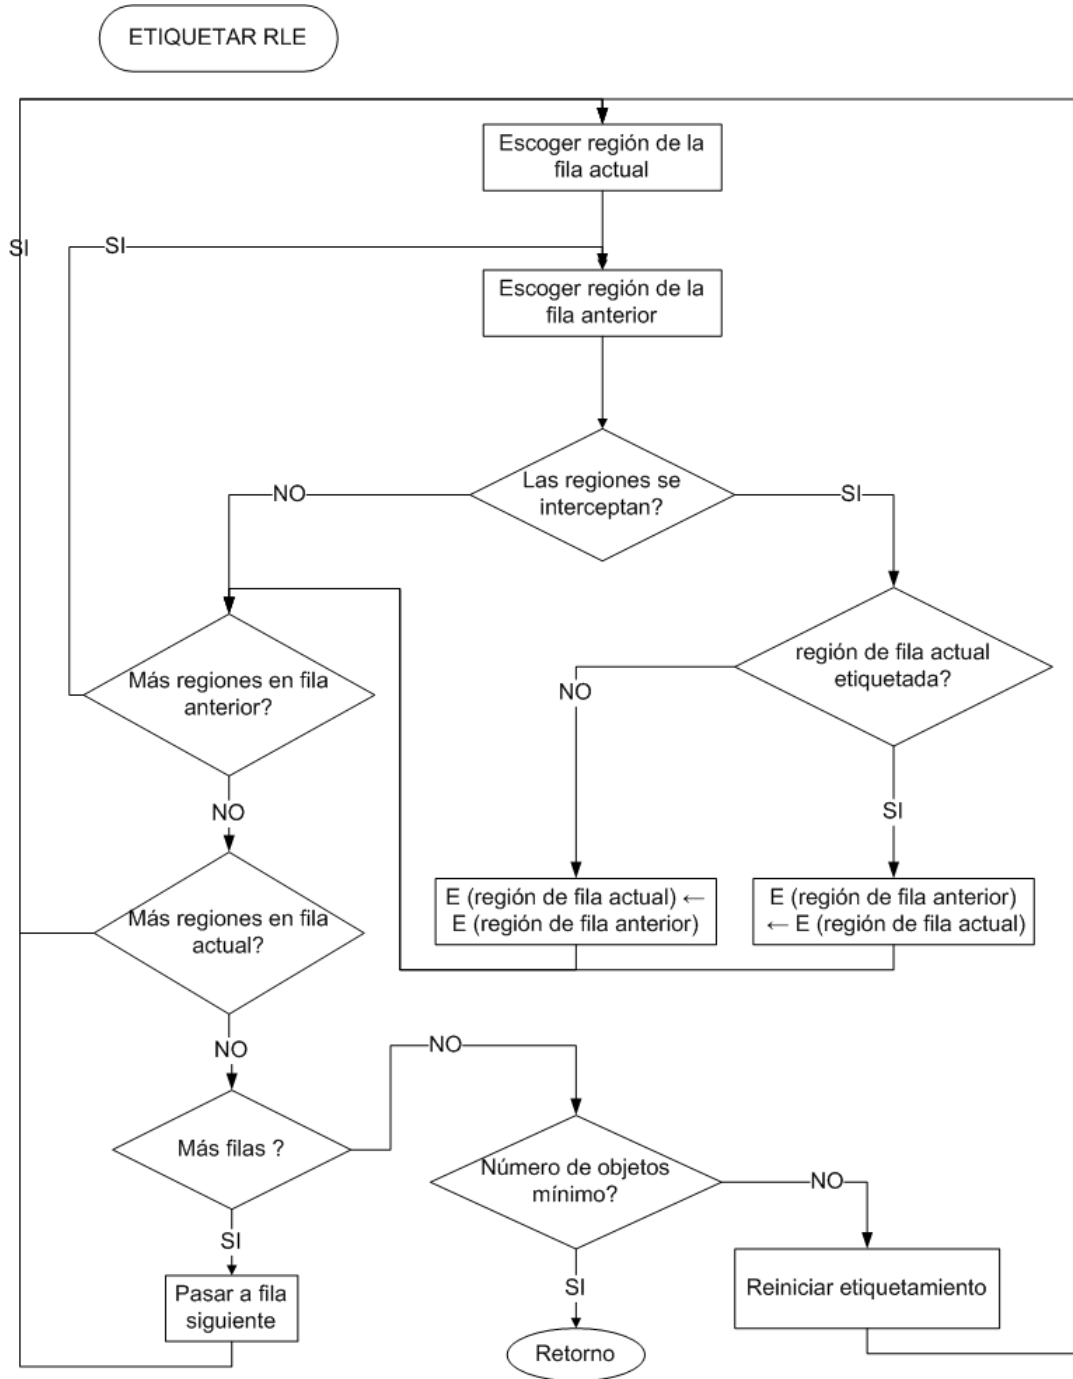 ETIQUETAR RLE
Escoger región de la
fila actual
SI
SI
Escoger región de la
fila anterior
Las regiones se
interceptan?
NO
SI
región de fila actual
etiquetada?
Más regiones en fila
anterior?
NO
NO
SI
E (región de fila actual) ←
E (región de fila anterior)
E (región de fila anterior)
← E (región de fila actual)
Más regiones en fila
actual?
NO
NO
Más filas ?
Número de objetos
mínimo?
NO
SI
SI
Pasar a fila
siguiente
Reiniciar etiquetamiento
Retorno